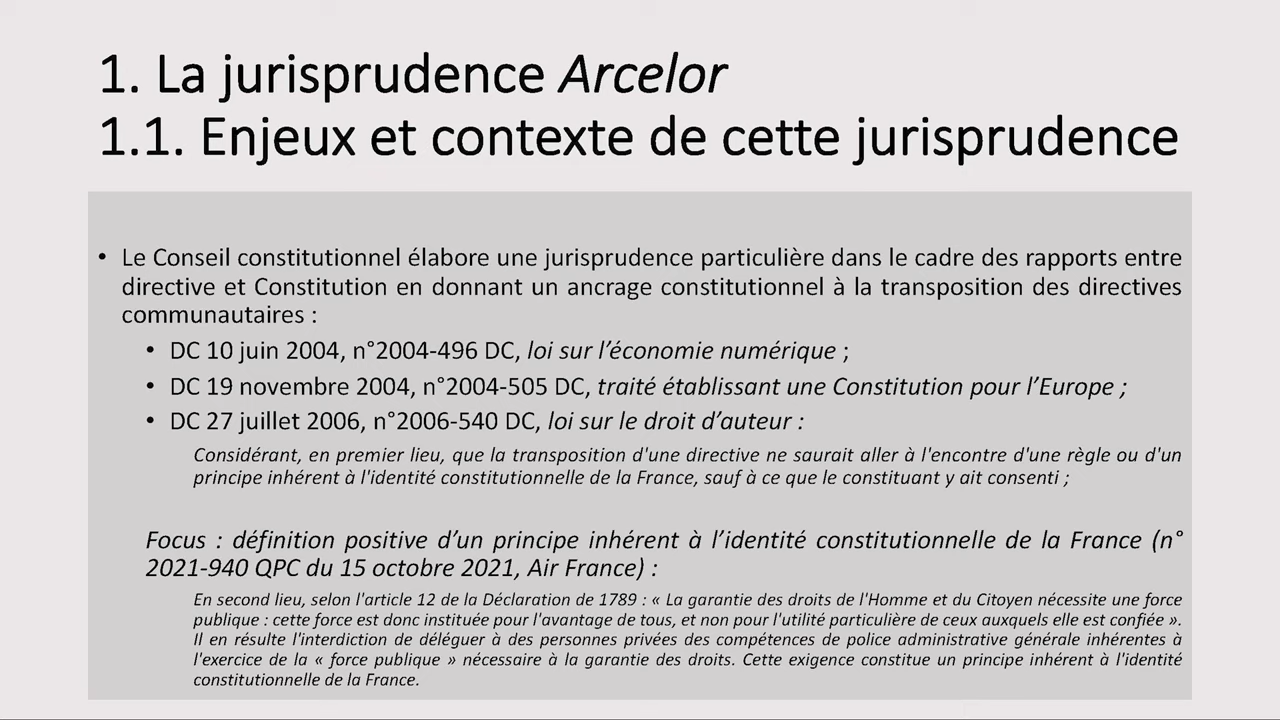 1. La jurisprudence Arcelor
1.1. Enjeux et contexte de cette jurisprudence
• Le Conseil constitutionnel élabore une jurisprudence particulière dans le cadre des rapports entre
directive et Constitution en donnant un ancrage constitutionnel à la transposition des directives
communautaires :
• DC 10 juin 2004, n°2004-496 DC, loi sur l’économie numérique ;
• DC 19 novembre 2004, n°2004-505 DC, traité établissant une Constitution pour l’Europe ;
• DC 27 juillet 2006, n°2006-540 DC, loi sur le droit d’auteur :
Considérant, en premier lieu, que la transposition d'une directive ne saurait aller à l'encontre d'une règle ou d'un
principe inhérent à l'identité constitutionnelle de la France, sauf à ce que le constituant y ait consenti ;
Focus : définition positive d’un principe inhérent à l’identité constitutionnelle de la France (n°
2021-940 QPC du 15 octobre 2021, Air France) :
En second lieu, selon l'article 12 de la Déclaration de 1789 : « La garantie des droits de l'Homme et du Citoyen nécessite une force
publique : cette force est donc instituée pour l'avantage de tous, et non pour l'utilité particulière de ceux auxquels elle est confiée ».
Il en résulte l'interdiction de déléguer à des personnes privées des compétences de police administrative générale inhérentes à
l'exercice de la « force publique » nécessaire à la garantie des droits. Cette exigence constitue un principe inhérent à l'identité
constitutionnelle de la France.